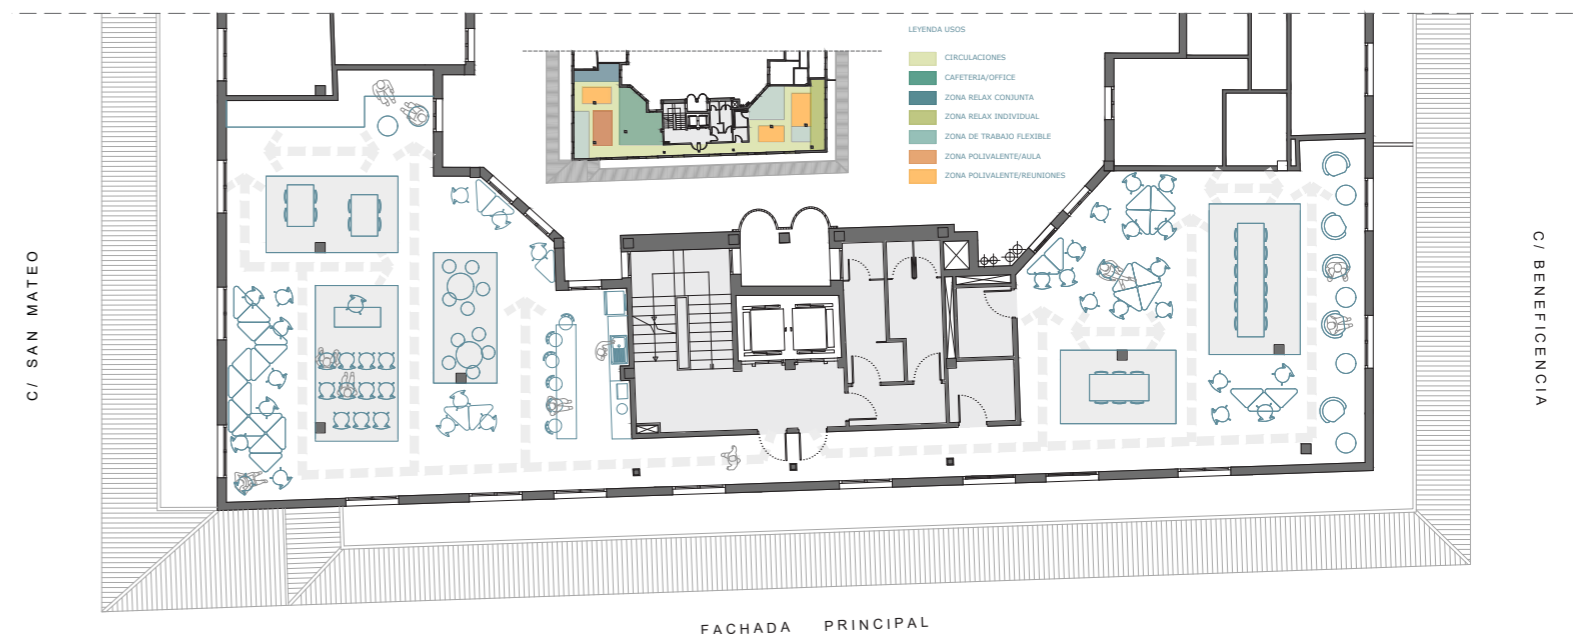 LEYENDA USOS
CIRCULACIONES
CAFETERIA/OFFICE
ZONA RELAX CONJUNTA
ZONA RELAX INDIVIDUAL
ZONA DE TRABAJO FLEXIBLE
ZONA POLIVALENTE/AULA
ZONA POLIVALENTE/REUNIONES
C/ SAN MATEO
C/ BENEFICENCIA
FACHADA PRINCIPAL